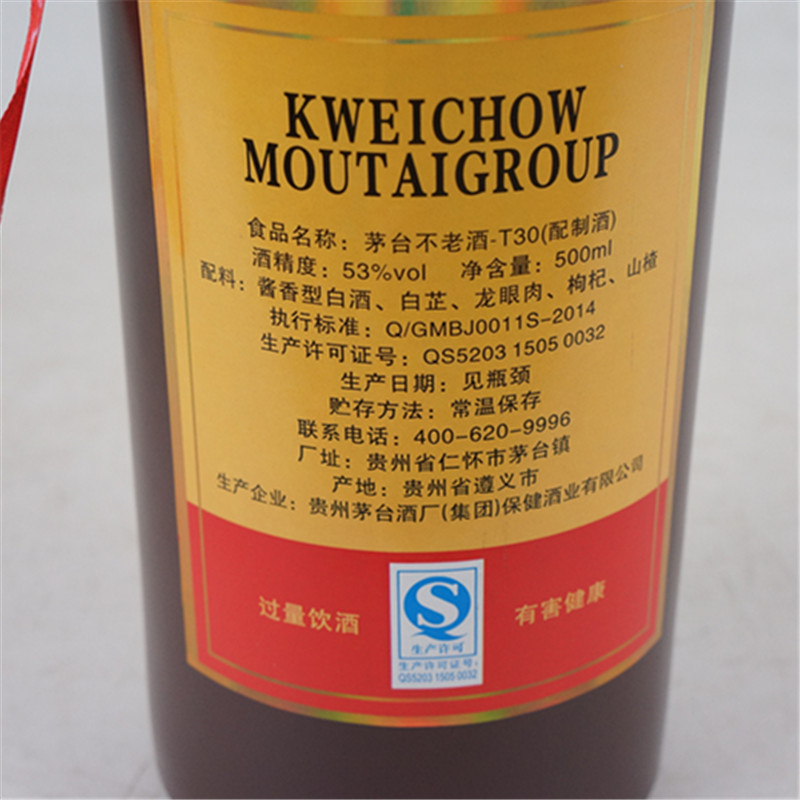 KWEICHOW
MOUTAIGROUP
食品名称：茅台不老酒-T30(配制酒)
酒精度：53%vol 净含量：500ml
配料：酱香型白酒、白芷、龙眼肉、枸杞、山楂
执行标准：Q/GMBJ0011S-2014
生产许可证号：QS5203 1505 0032
生产日期：见瓶颈
贮存方法：常温保存
联系电话：400-620-9996
厂址：贵州省仁怀市茅台镇
产地：贵州省遵义市
生产企业：贵州茅台酒厂(集团)保健酒业有限公司
过量饮酒 有害健康
生产许可
生产许可证号：
QS5203 1505 0032